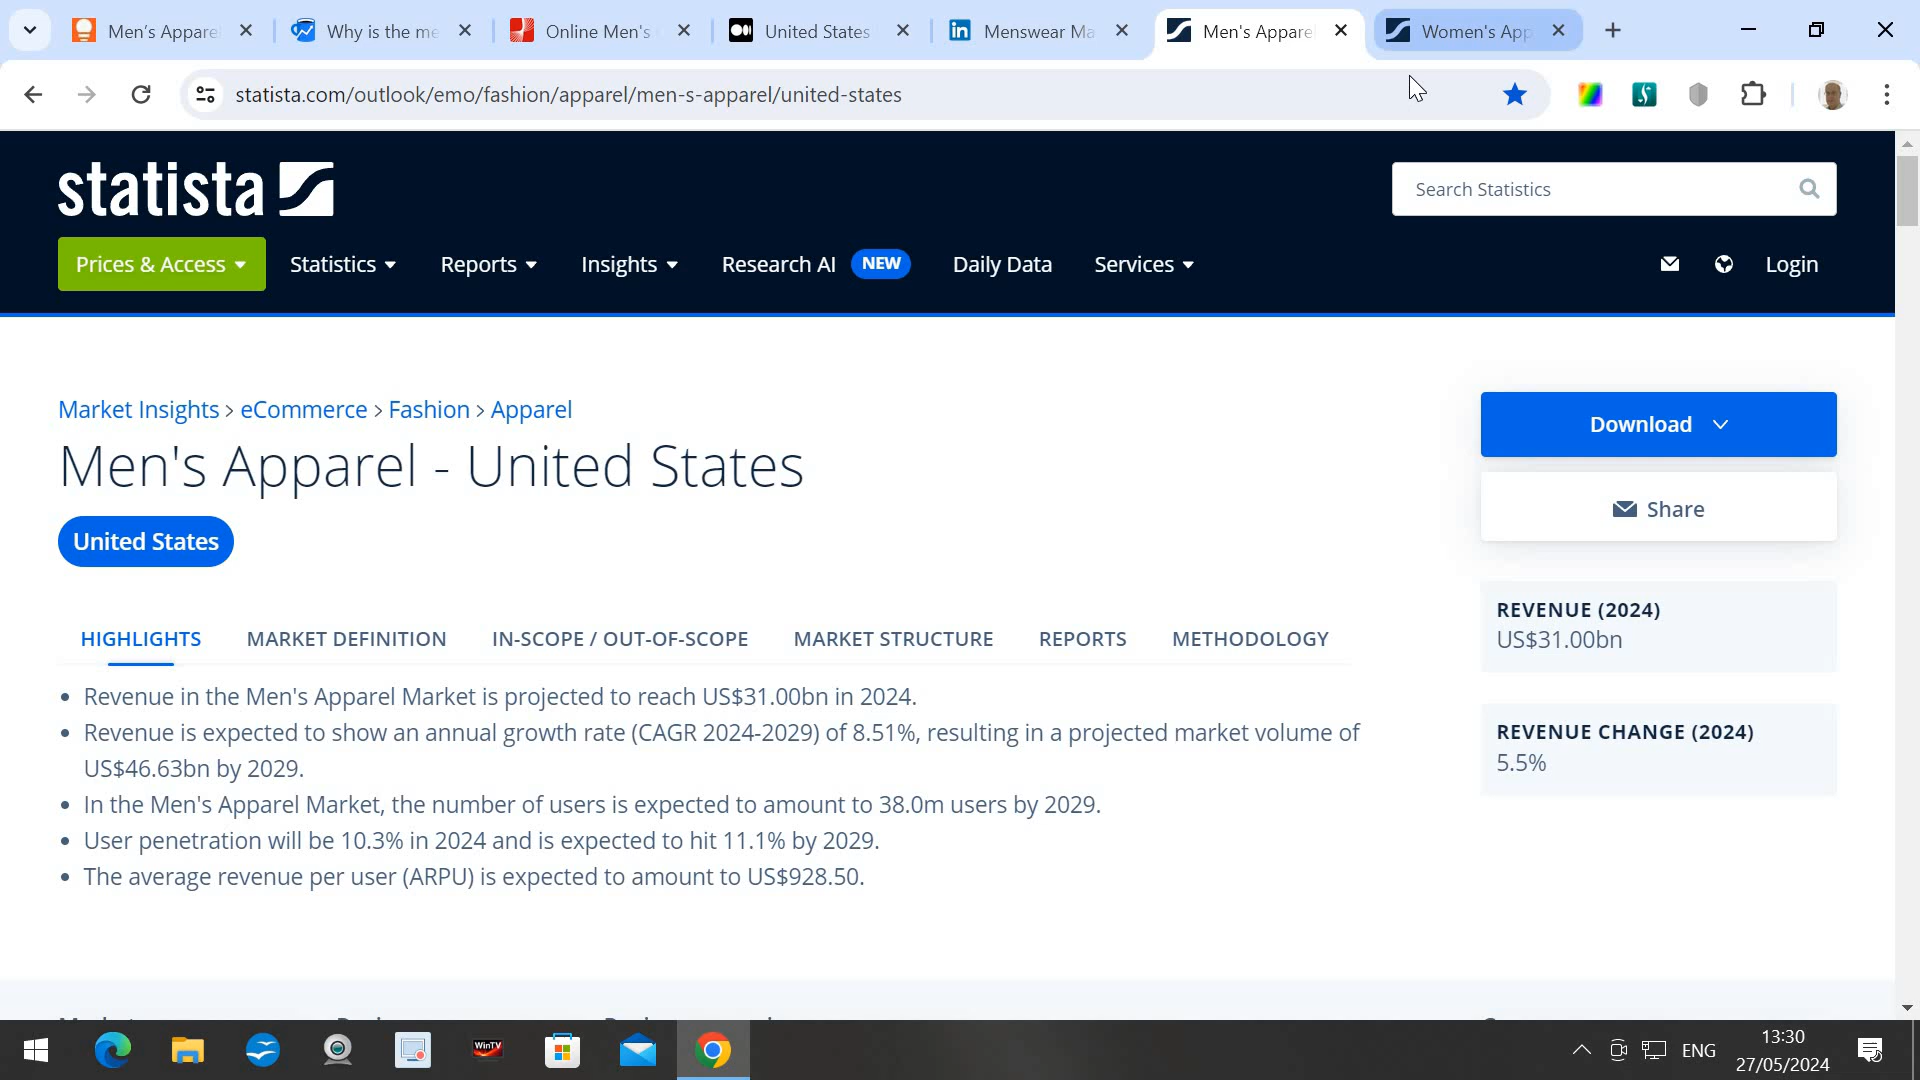 Men's Apparel
Why is the me
Online Men's
United States
Menswear Ma
Men's Apparel
Women's App
statista.com/outlook/emo/fashion/apparel/men-s-apparel/united-states
statista
Search Statistics
Prices & Access
Statistics
Reports
Insights
Research AI NEW
Daily Data
Services
Login
Market Insights > eCommerce > Fashion > Apparel
Men's Apparel - United States
United States
Download
Share
REVENUE (2024)
US$31.00bn
REVENUE CHANGE (2024)
5.5%
HIGHLIGHTS
MARKET DEFINITION
IN-SCOPE / OUT-OF-SCOPE
MARKET STRUCTURE
REPORTS
METHODOLOGY
• Revenue in the Men's Apparel Market is projected to reach US$31.00bn in 2024.
• Revenue is expected to show an annual growth rate (CAGR 2024-2029) of 8.51%, resulting in a projected market volume of
US$46.63bn by 2029.
• In the Men's Apparel Market, the number of users is expected to amount to 38.0m users by 2029.
• User penetration will be 10.3% in 2024 and is expected to hit 11.1% by 2029.
• The average revenue per user (ARPU) is expected to amount to US$928.50.
WinTV
ENG
13:30
27/05/2024